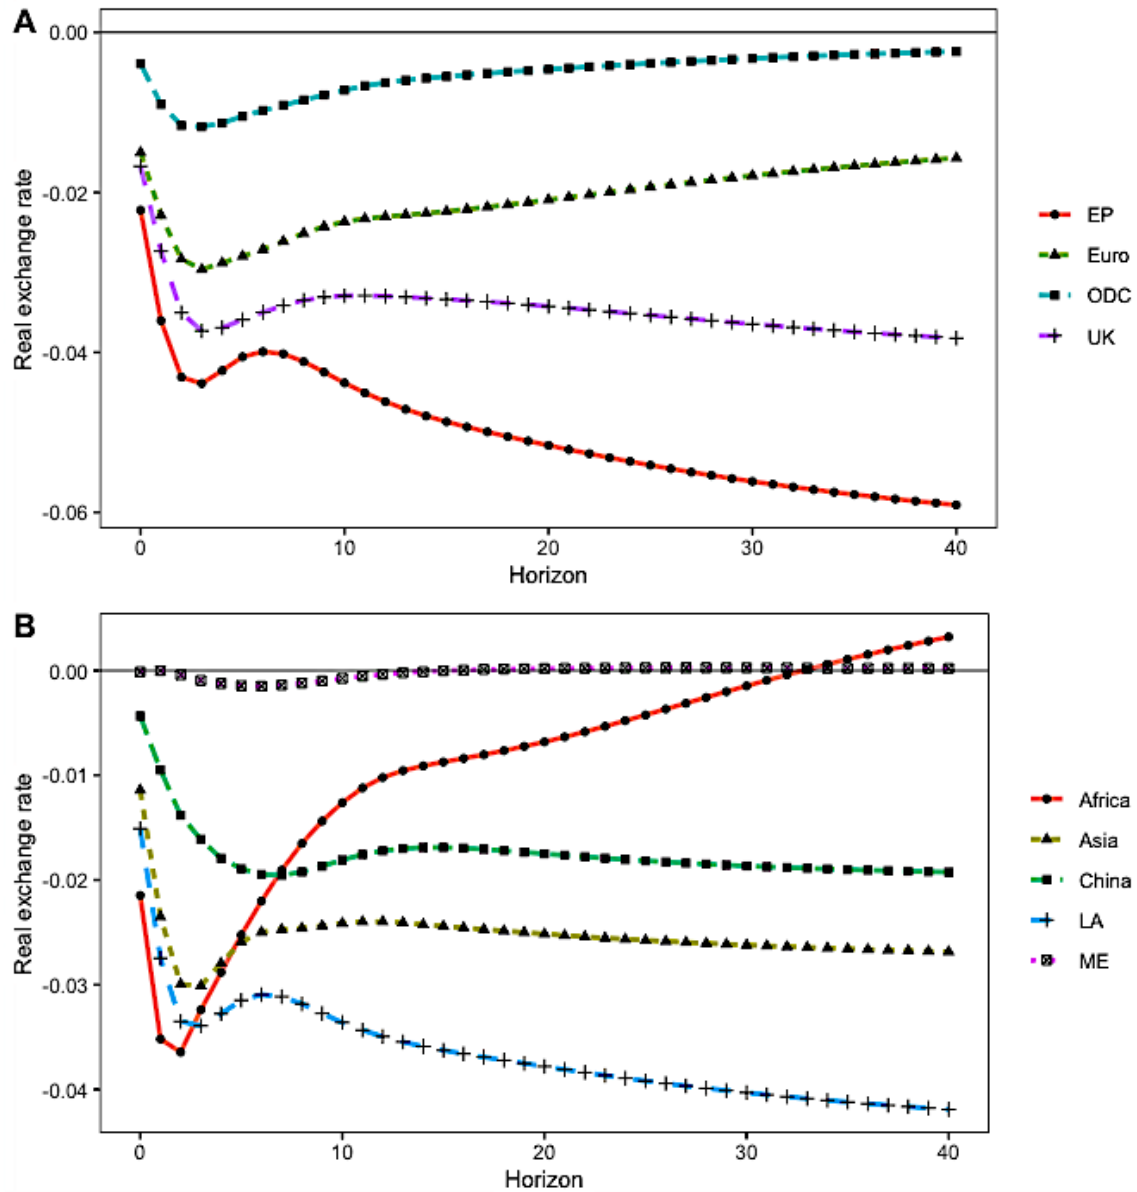 A
0.00
-0.02
-0.04
-0.06
Real exchange rate
0 10 20 30 40
Horizon
EP
Euro
ODC
UK
B
0.00
-0.01
-0.02
-0.03
-0.04
Real exchange rate
0 10 20 30 40
Horizon
Africa
Asia
China
LA
ME